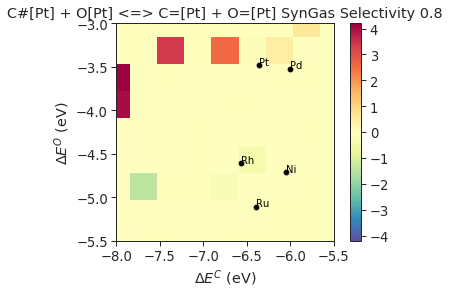 C#[Pt] + O[Pt] <=> C=[Pt] + O=[Pt] SynGas Selectivity 0.8
−3.0
−3.5
−4.0
−4.5
−5.0
−5.5
ΔE^O (eV)
Pt
Pd
Rh
Ni
Ru
−8.0 −7.5 −7.0 −6.5 −6.0 −5.5
ΔE^C (eV)
4
3
2
1
0
−1
−2
−3
−4